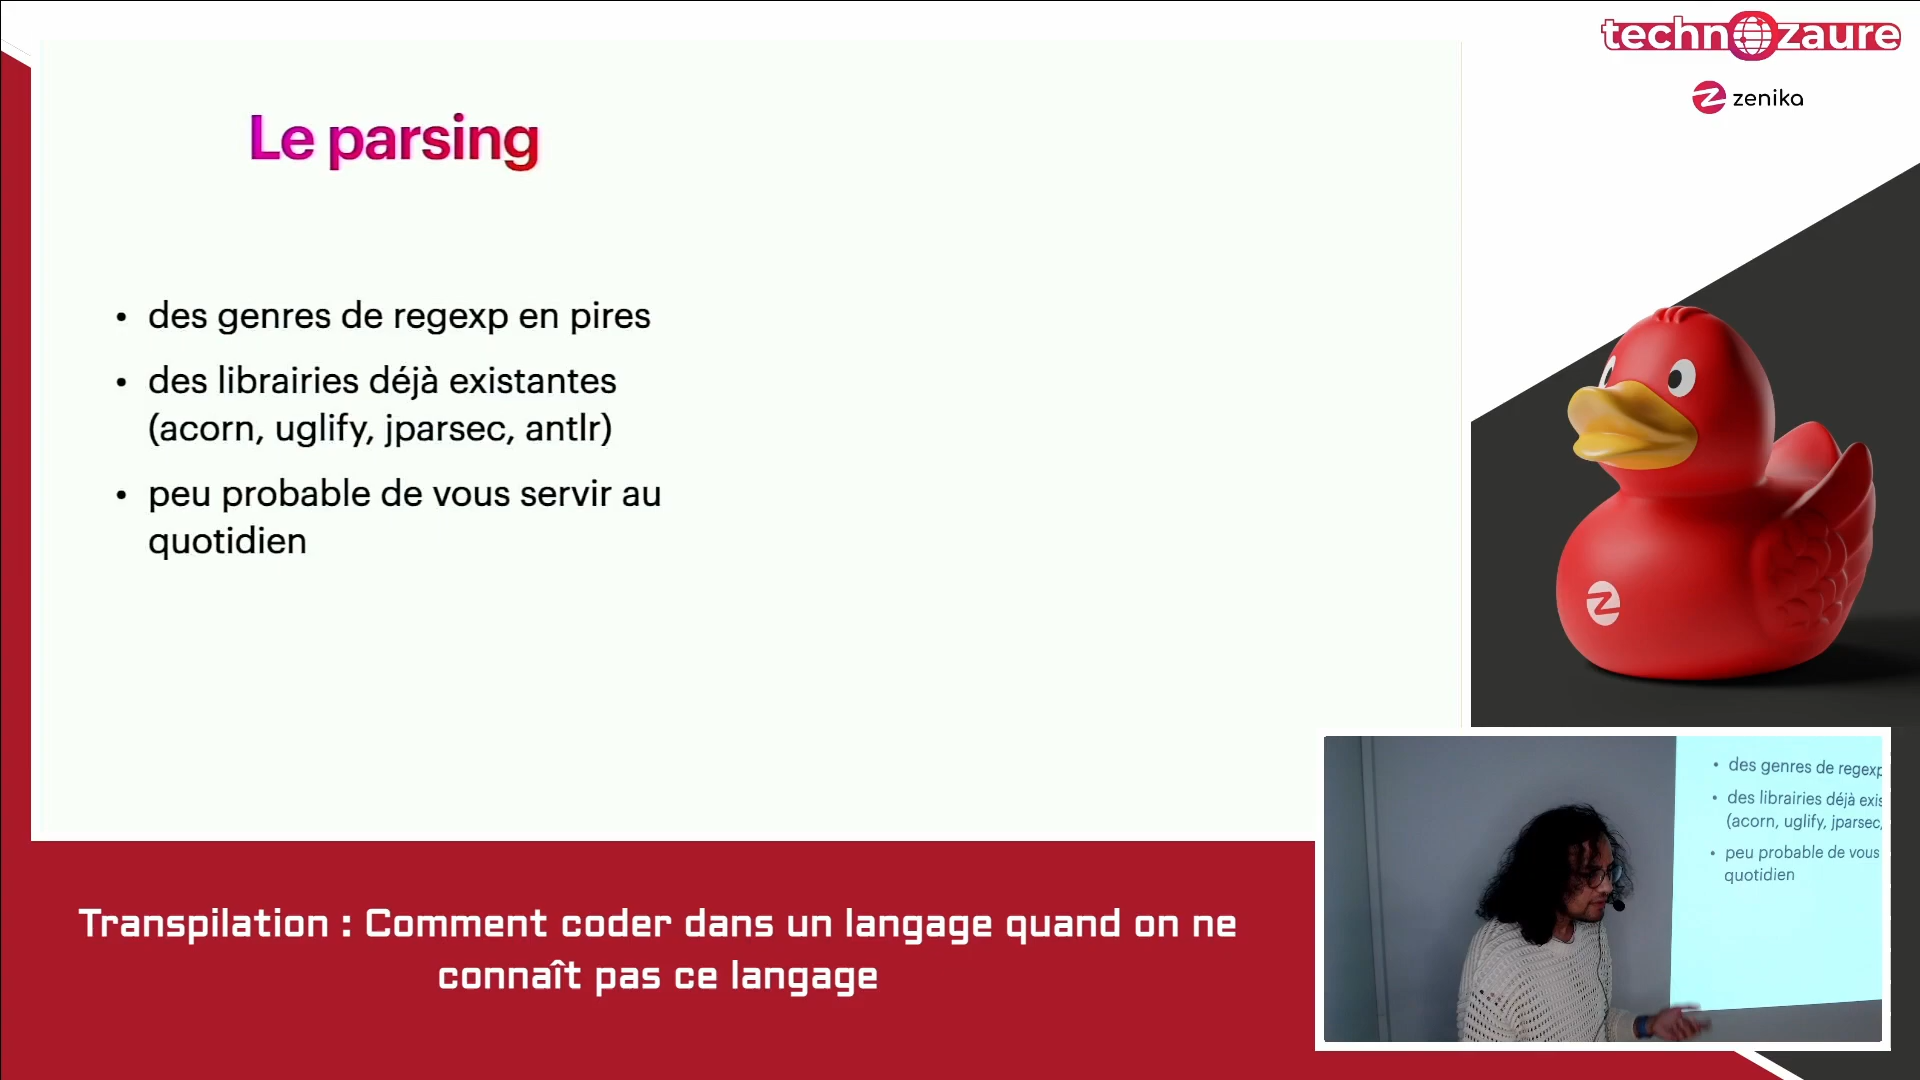 technozaure
zenika
Le parsing
• des genres de regexp en pires
• des librairies déjà existantes
(acorn, uglify, jparsec, antlr)
• peu probable de vous servir au
quotidien
• des genres de regexp
• des librairies déjà exis
(acorn, uglify, jparsec,
• peu probable de vous
quotidien
Transpilation : Comment coder dans un langage quand on ne
connaît pas ce langage